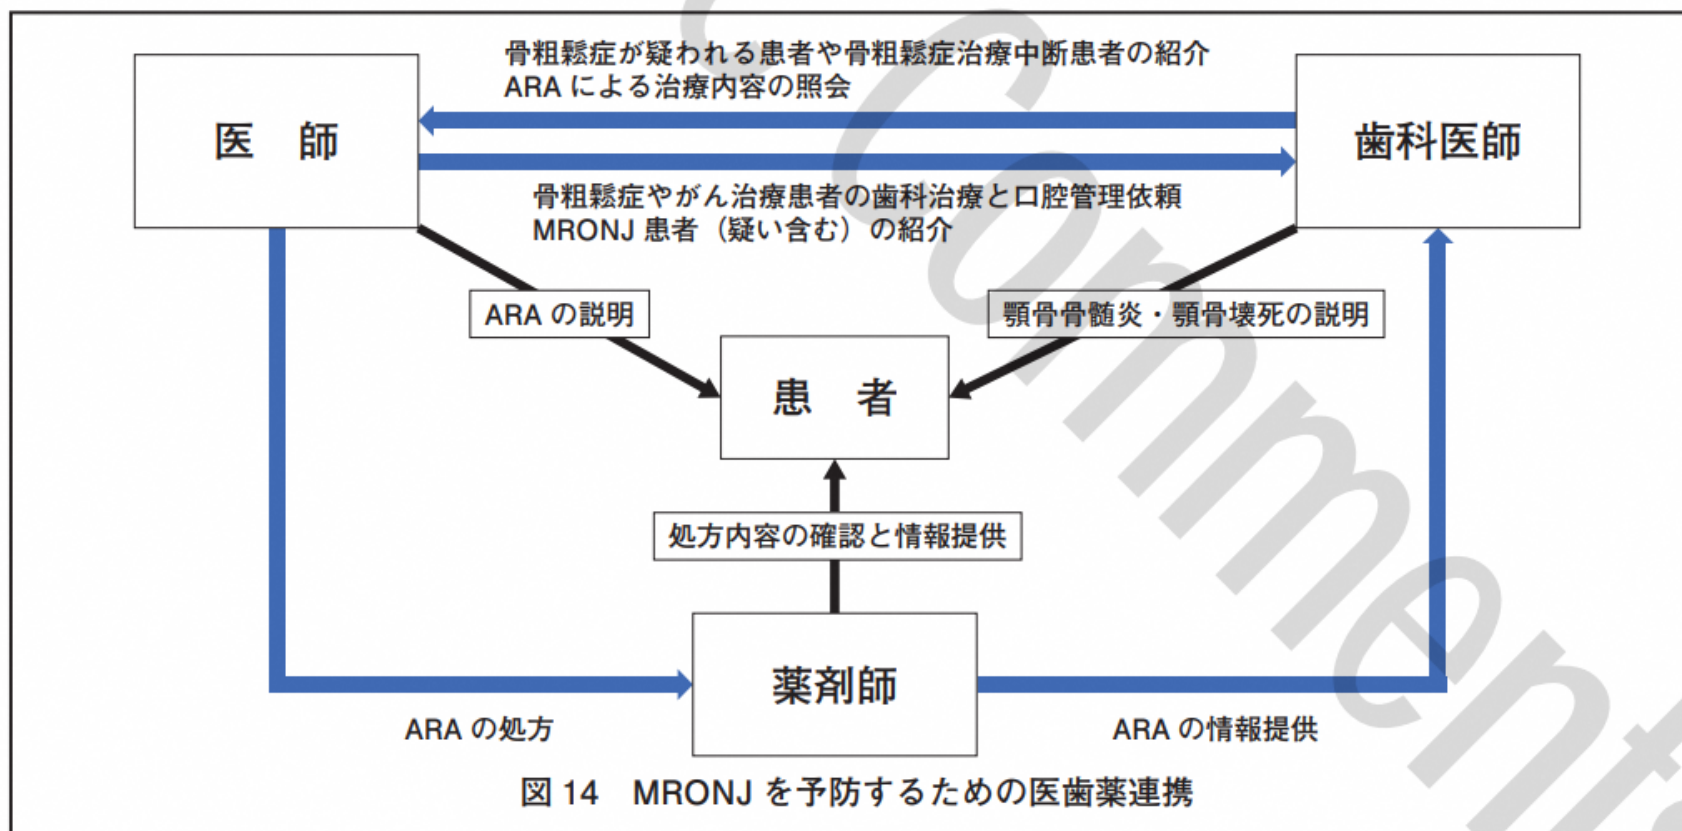 骨粗鬆症が疑われる患者や骨粗鬆症治療中断患者の紹介
ARA による治療内容の照会
医　師
歯科医師
骨粗鬆症やがん治療患者の歯科治療と口腔管理依頼
MRONJ 患者（疑い含む）の紹介
ARA の説明
顎骨骨髄炎・顎骨壊死の説明
患　者
処方内容の確認と情報提供
薬剤師
ARA の処方
ARA の情報提供
図 14　MRONJ を予防するための医歯薬連携
Comment